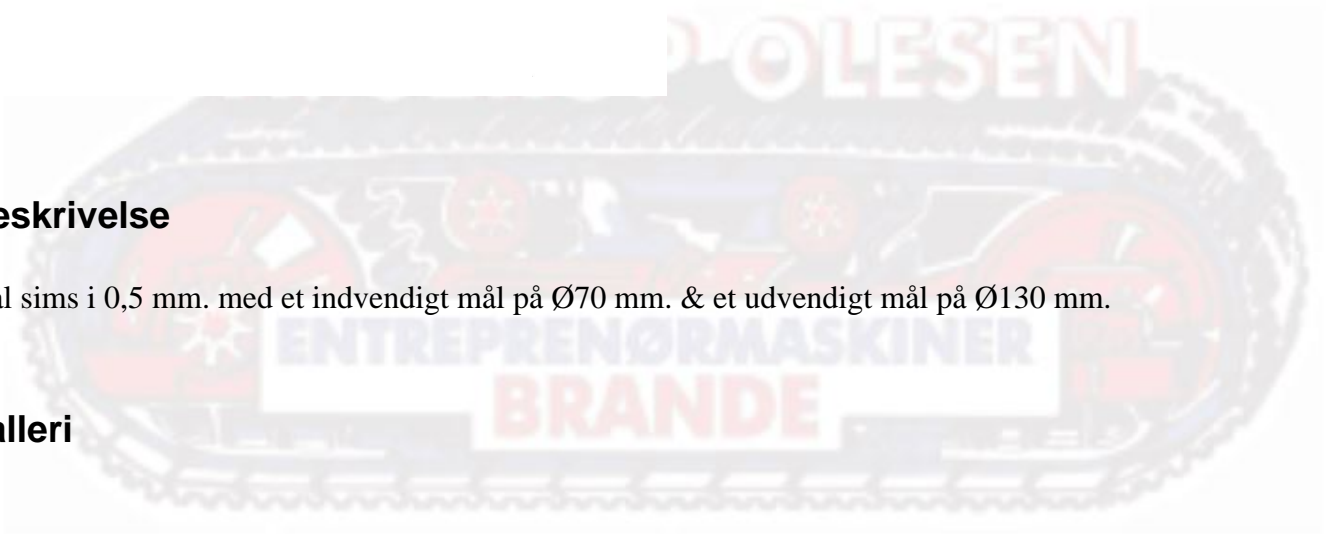 P OLESEN
eskrivelse
al sims i 0,5 mm. med et indvendigt mål på Ø70 mm. & et udvendigt mål på Ø130 mm.
ENTREPRENØRMASKINER
BRANDE
alleri